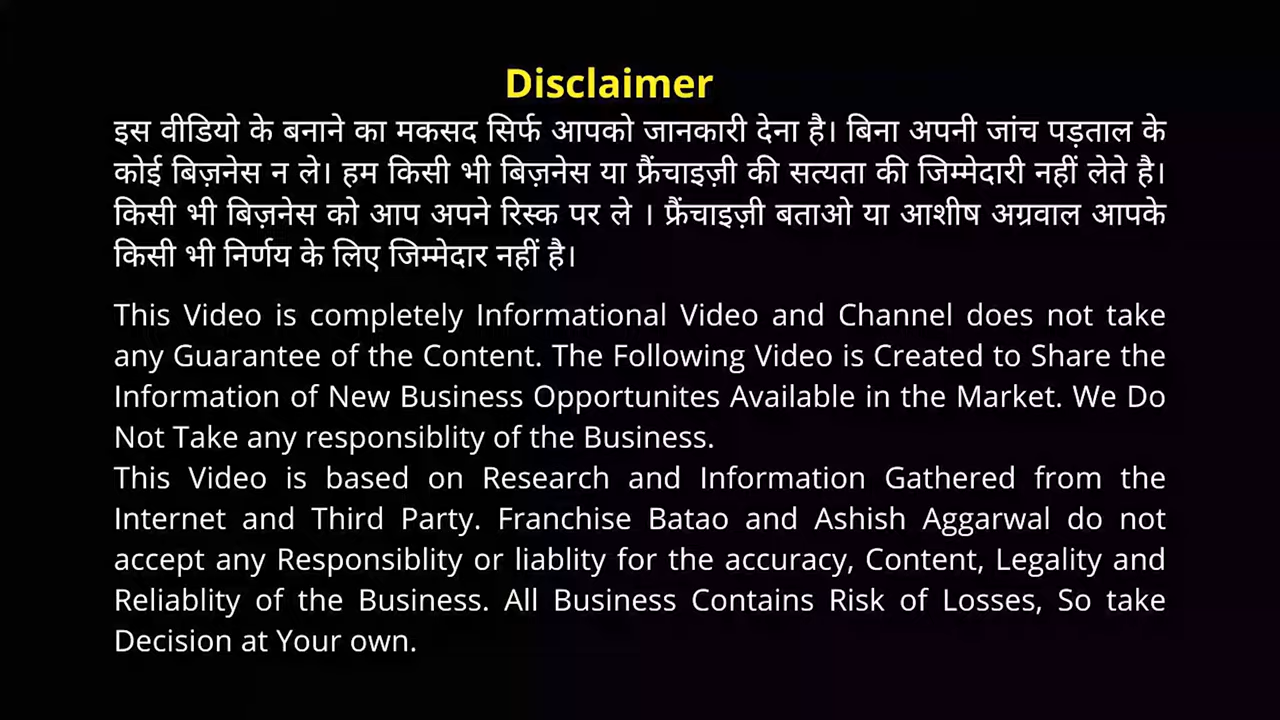 Disclaimer
इस वीडियो के बनाने का मकसद सिर्फ आपको जानकारी देना है। बिना अपनी जांच पड़ताल के
कोई बिज़नेस न ले। हम किसी भी बिज़नेस या फ्रैंचाइज़ी की सत्यता की जिम्मेदारी नहीं लेते है।
किसी भी बिज़नेस को आप अपने रिस्क पर ले । फ्रैंचाइज़ी बताओ या आशीष अग्रवाल आपके
किसी भी निर्णय के लिए जिम्मेदार नहीं है।
This Video is completely Informational Video and Channel does not take
any Guarantee of the Content. The Following Video is Created to Share the
Information of New Business Opportunites Available in the Market. We Do
Not Take any responsiblity of the Business.
This Video is based on Research and Information Gathered from the
Internet and Third Party. Franchise Batao and Ashish Aggarwal do not
accept any Responsiblity or liablity for the accuracy, Content, Legality and
Reliablity of the Business. All Business Contains Risk of Losses, So take
Decision at Your own.